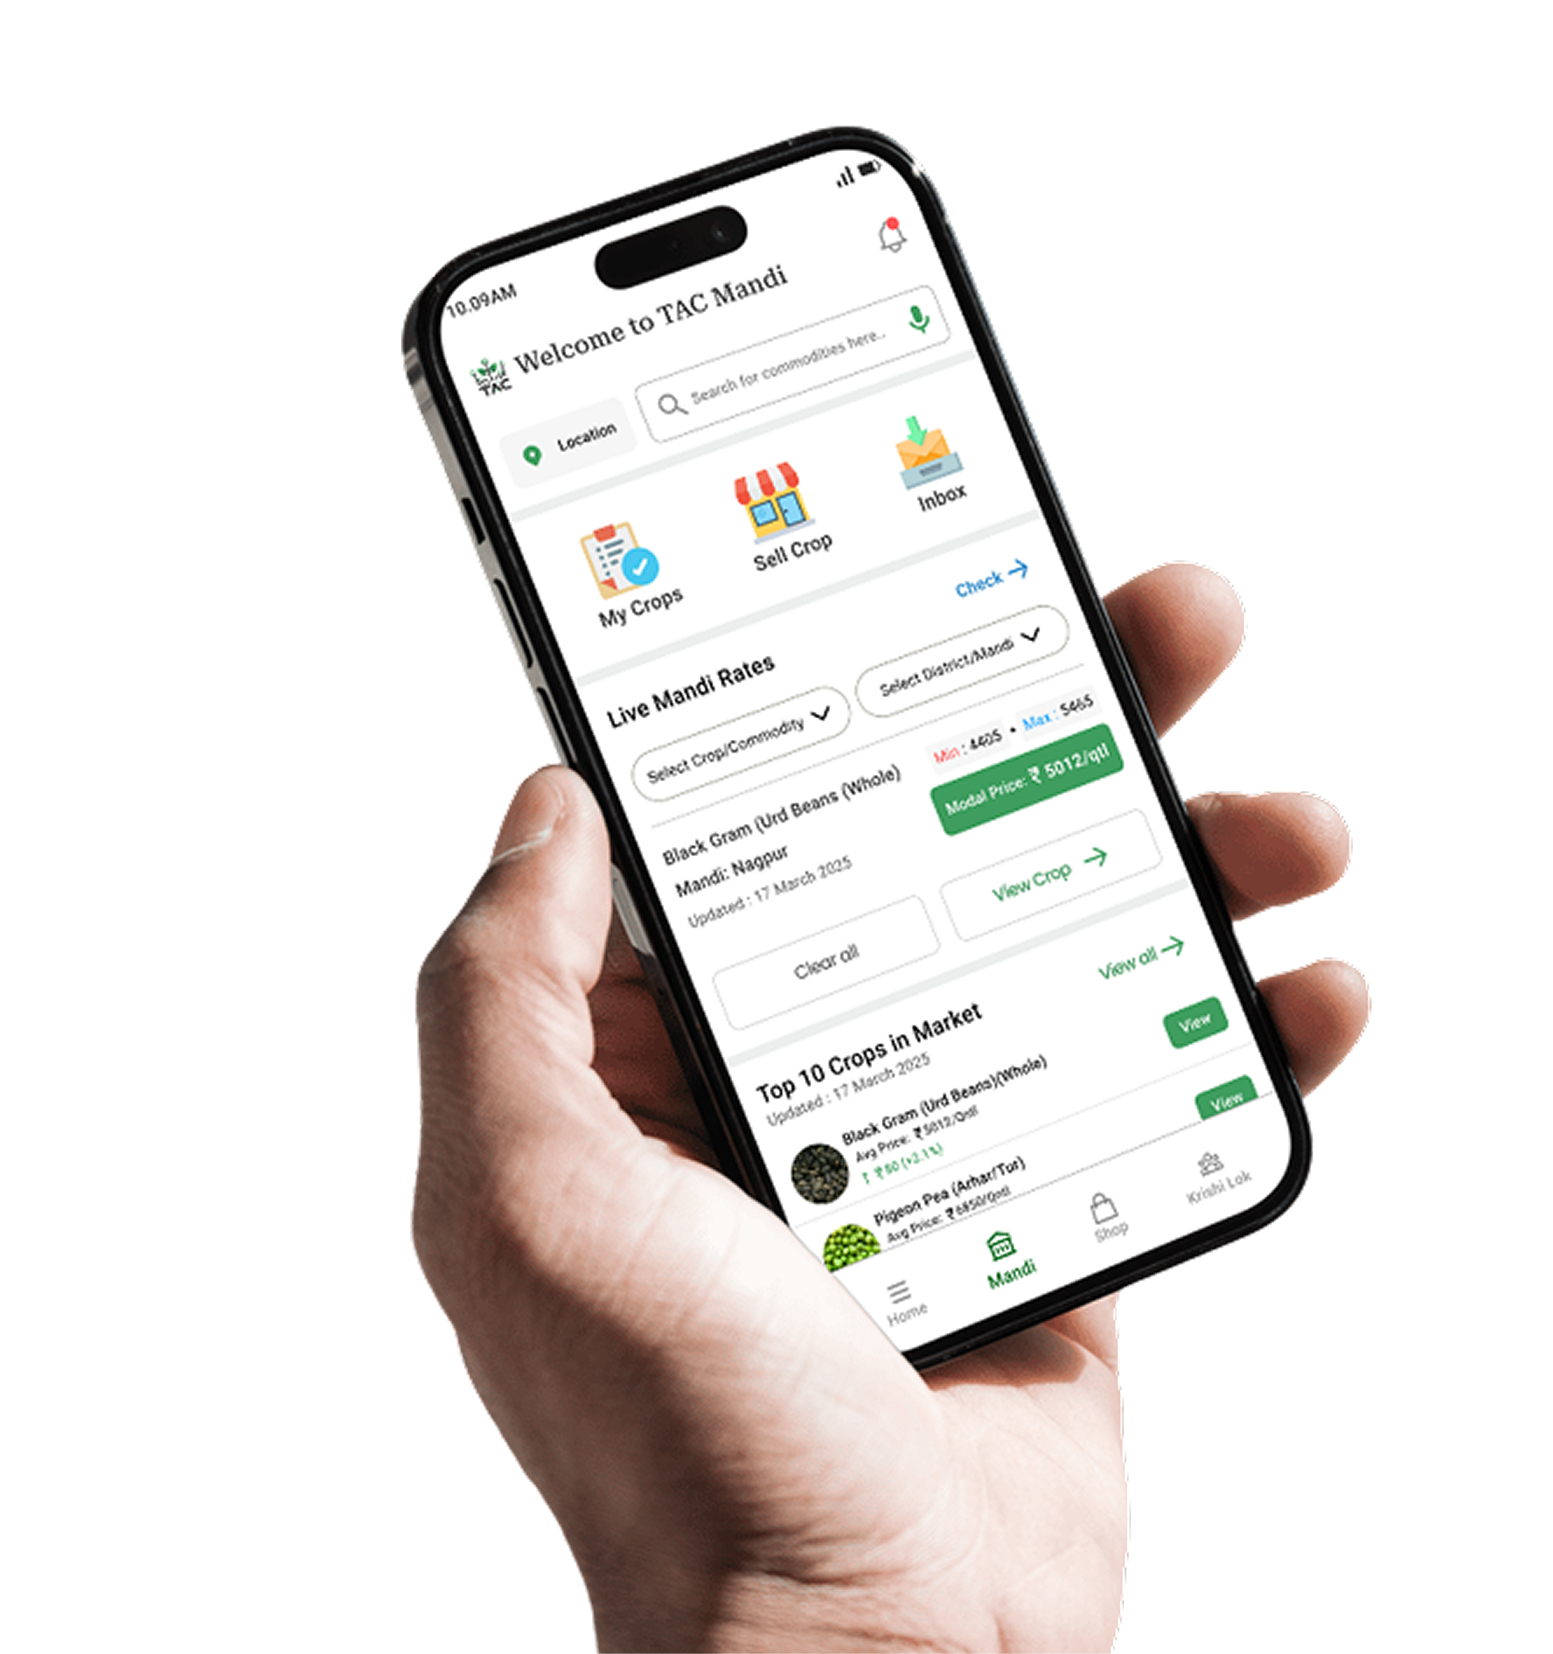 10.09AM
TAC
Welcome to TAC Mandi
Location
Search for commodities here..
My Crops
Sell Crop
Inbox
Live Mandi Rates
Check →
Select Crop/Commodity
Select District/Mandi
Black Gram (Urd Beans (Whole)
Min : 4405 • Max : 5465
Mandi: Nagpur
Modal Price: ₹ 5012/qtl
Updated : 17 March 2025
Clear all
View Crop →
Top 10 Crops in Market
View all →
Updated : 17 March 2025
Black Gram (Urd Beans)(Whole)
View
Avg Price: ₹ 5012/Qntl
↑ ₹ 80 (+2.1%)
Pigeon Pea (Arhar/Tur)
View
Avg Price:
Home
Mandi
Shop
Krishi Lok